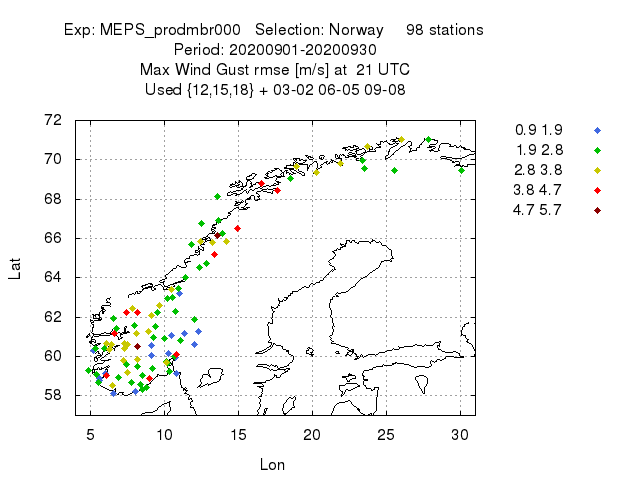 Exp: MEPS_prodmbr000   Selection: Norway     98 stations
Period: 20200901-20200930
Max Wind Gust rmse [m/s] at  21 UTC
Used {12,15,18} + 03-02 06-05 09-08
72
70
68
66
64
62
60
58
Lat
5 10 15 20 25 30
Lon
0.9 1.9
1.9 2.8
2.8 3.8
3.8 4.7
4.7 5.7